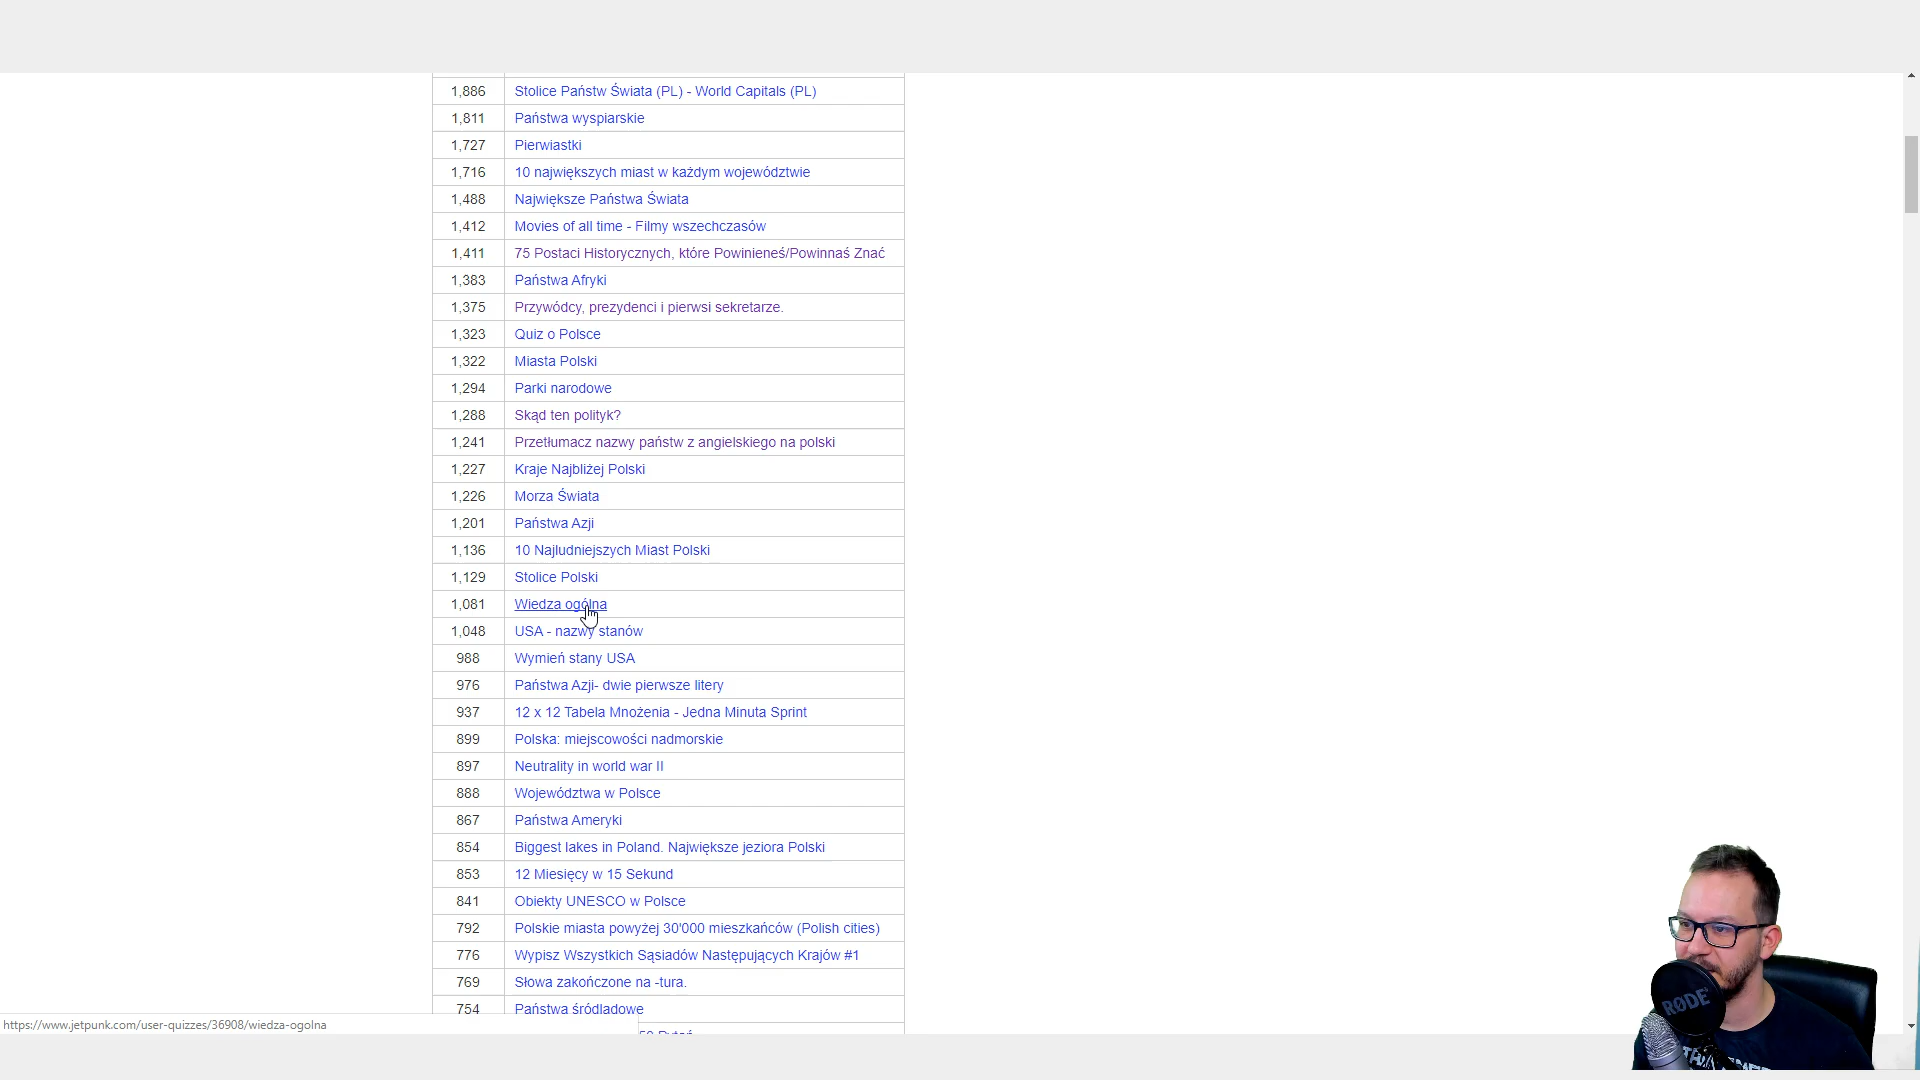 1,886 Stolice Państw Świata (PL) - World Capitals (PL)
1,811 Państwa wyspiarskie
1,727 Pierwiastki
1,716 10 największych miast w każdym województwie
1,488 Największe Państwa Świata
1,412 Movies of all time - Filmy wszechczasów
1,411 75 Postaci Historycznych, które Powinieneś/Powinnaś Znać
1,383 Państwa Afryki
1,375 Przywódcy, prezydenci i pierwsi sekretarze.
1,323 Quiz o Polsce
1,322 Miasta Polski
1,294 Parki narodowe
1,288 Skąd ten polityk?
1,241 Przetłumacz nazwy państw z angielskiego na polski
1,227 Kraje Najbliżej Polski
1,226 Morza Świata
1,201 Państwa Azji
1,136 10 Najludniejszych Miast Polski
1,129 Stolice Polski
1,081 Wiedza ogólna
1,048 USA - nazwy stanów
988 Wymień stany USA
976 Państwa Azji- dwie pierwsze litery
937 12 x 12 Tabela Mnożenia - Jedna Minuta Sprint
899 Polska: miejscowości nadmorskie
897 Neutrality in world war II
888 Województwa w Polsce
867 Państwa Ameryki
854 Biggest lakes in Poland. Największe jeziora Polski
853 12 Miesięcy w 15 Sekund
841 Obiekty UNESCO w Polsce
792 Polskie miasta powyżej 30'000 mieszkańców (Polish cities)
776 Wypisz Wszystkich Sąsiadów Następujących Krajów #1
769 Słowa zakończone na -tura.
754 Państwa śródlądowe
https://www.jetpunk.com/user-quizzes/36908/wiedza-ogolna
RØDE